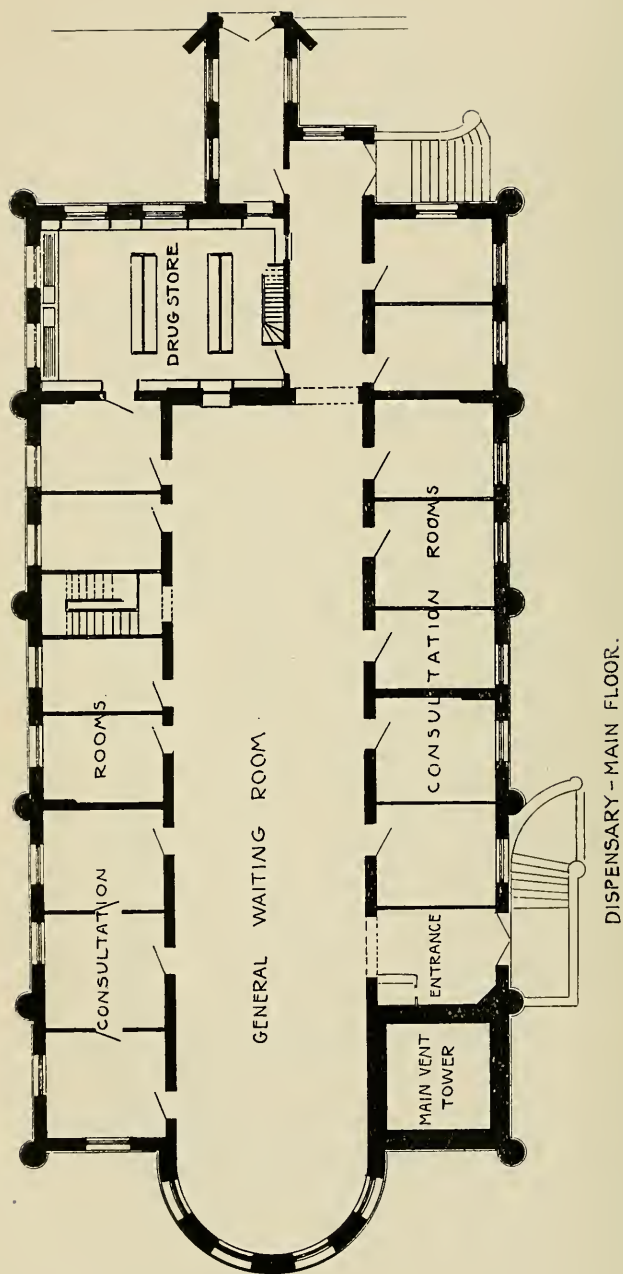 DRUG STORE
CONSULTATION ROOMS.
GENERAL WAITING ROOM.
CONSULTATION ROOMS
ENTRANCE
MAIN VENT
TOWER
DISPENSARY-MAIN FLOOR.